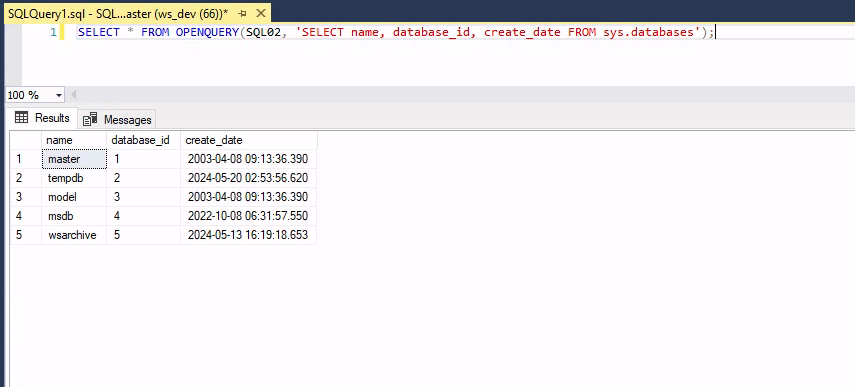 SQLQuery1.sql - SQL...aster (ws_dev (66))*
1 SELECT * FROM OPENQUERY(SQL02, 'SELECT name, database_id, create_date FROM sys.databases');
100 %
Results Messages
name database_id create_date
1 master 1 2003-04-08 09:13:36.390
2 tempdb 2 2024-05-20 02:53:56.620
3 model 3 2003-04-08 09:13:36.390
4 msdb 4 2022-10-08 06:31:57.550
5 wsarchive 5 2024-05-13 16:19:18.653